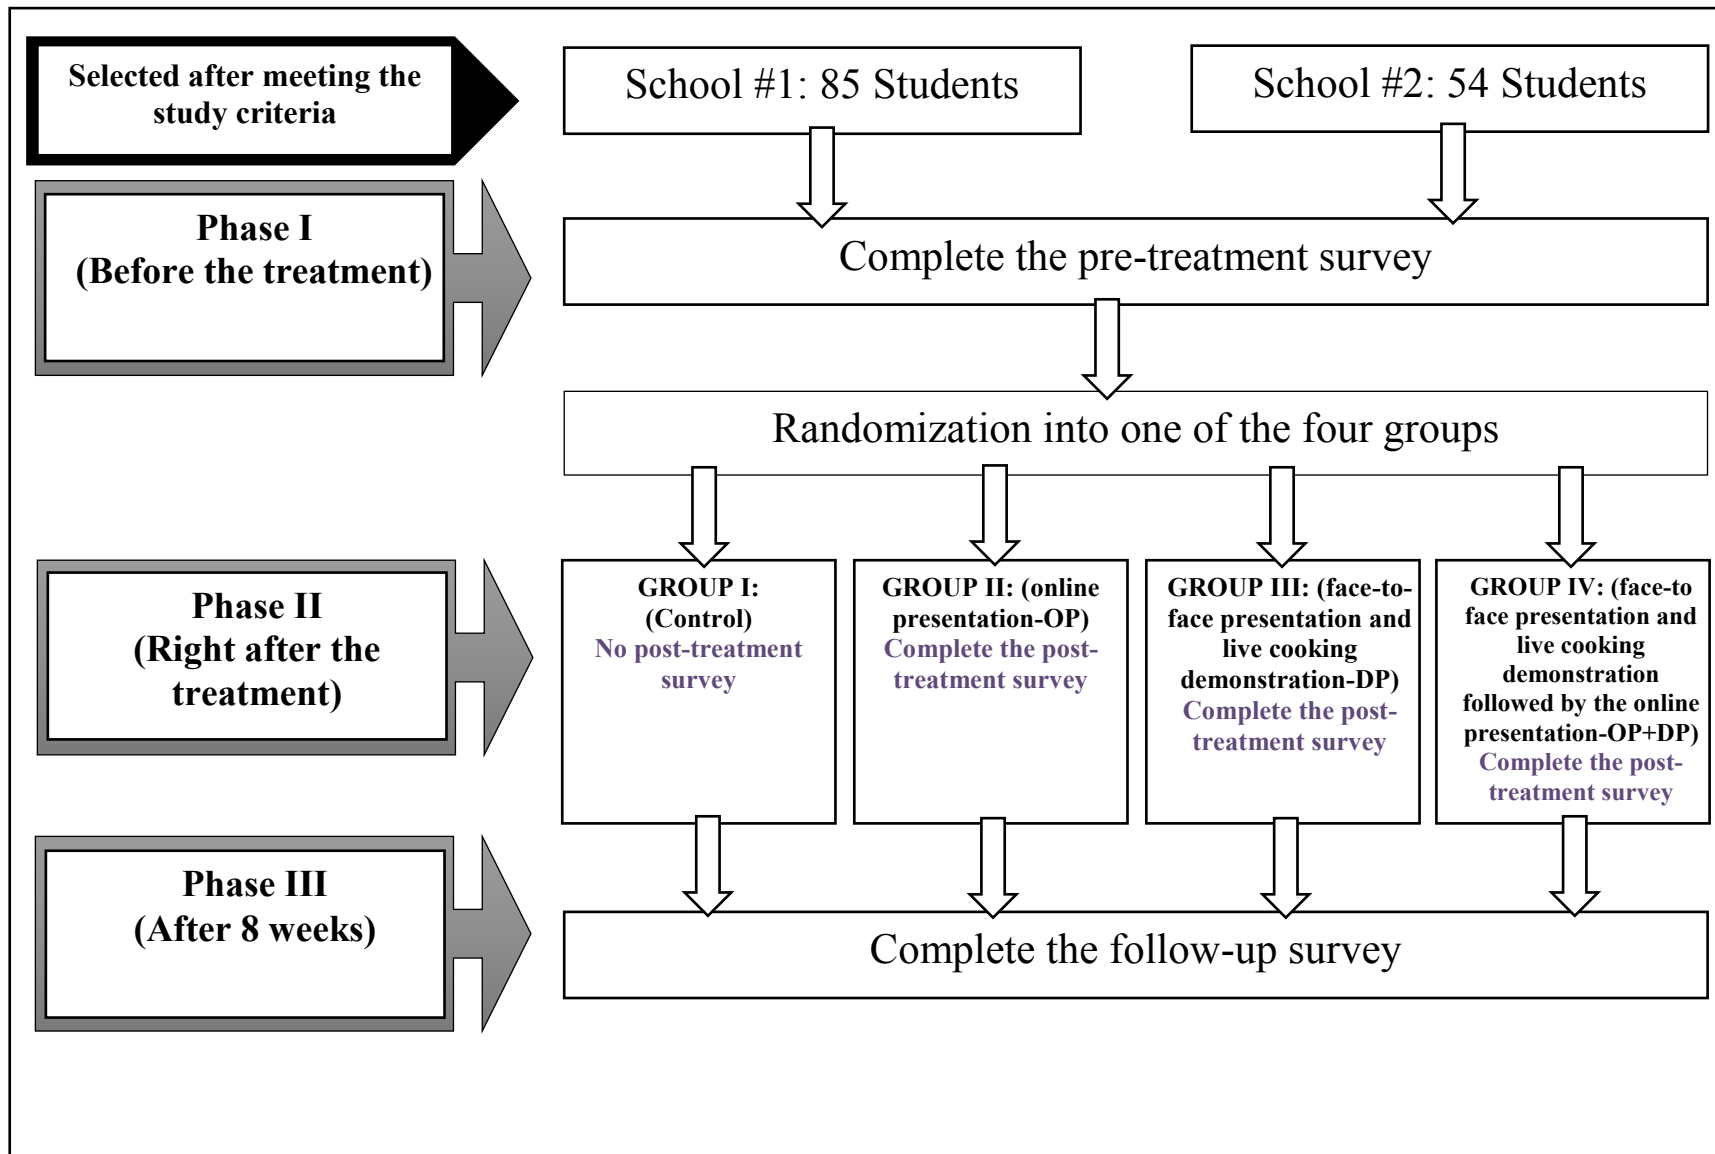 Selected after meeting the
study criteria
School #1: 85 Students
School #2: 54 Students
Phase I
(Before the treatment)
Complete the pre-treatment survey
Randomization into one of the four groups
Phase II
(Right after the
treatment)
GROUP I:
(Control)
No post-treatment
survey
GROUP II: (online
presentation-OP)
Complete the post-
treatment survey
GROUP III: (face-to-
face presentation and
live cooking
demonstration-DP)
Complete the post-
treatment survey
GROUP IV: (face-to
face presentation and
live cooking
demonstration
followed by the online
presentation-OP+DP)
Complete the post-
treatment survey
Phase III
(After 8 weeks)
Complete the follow-up survey